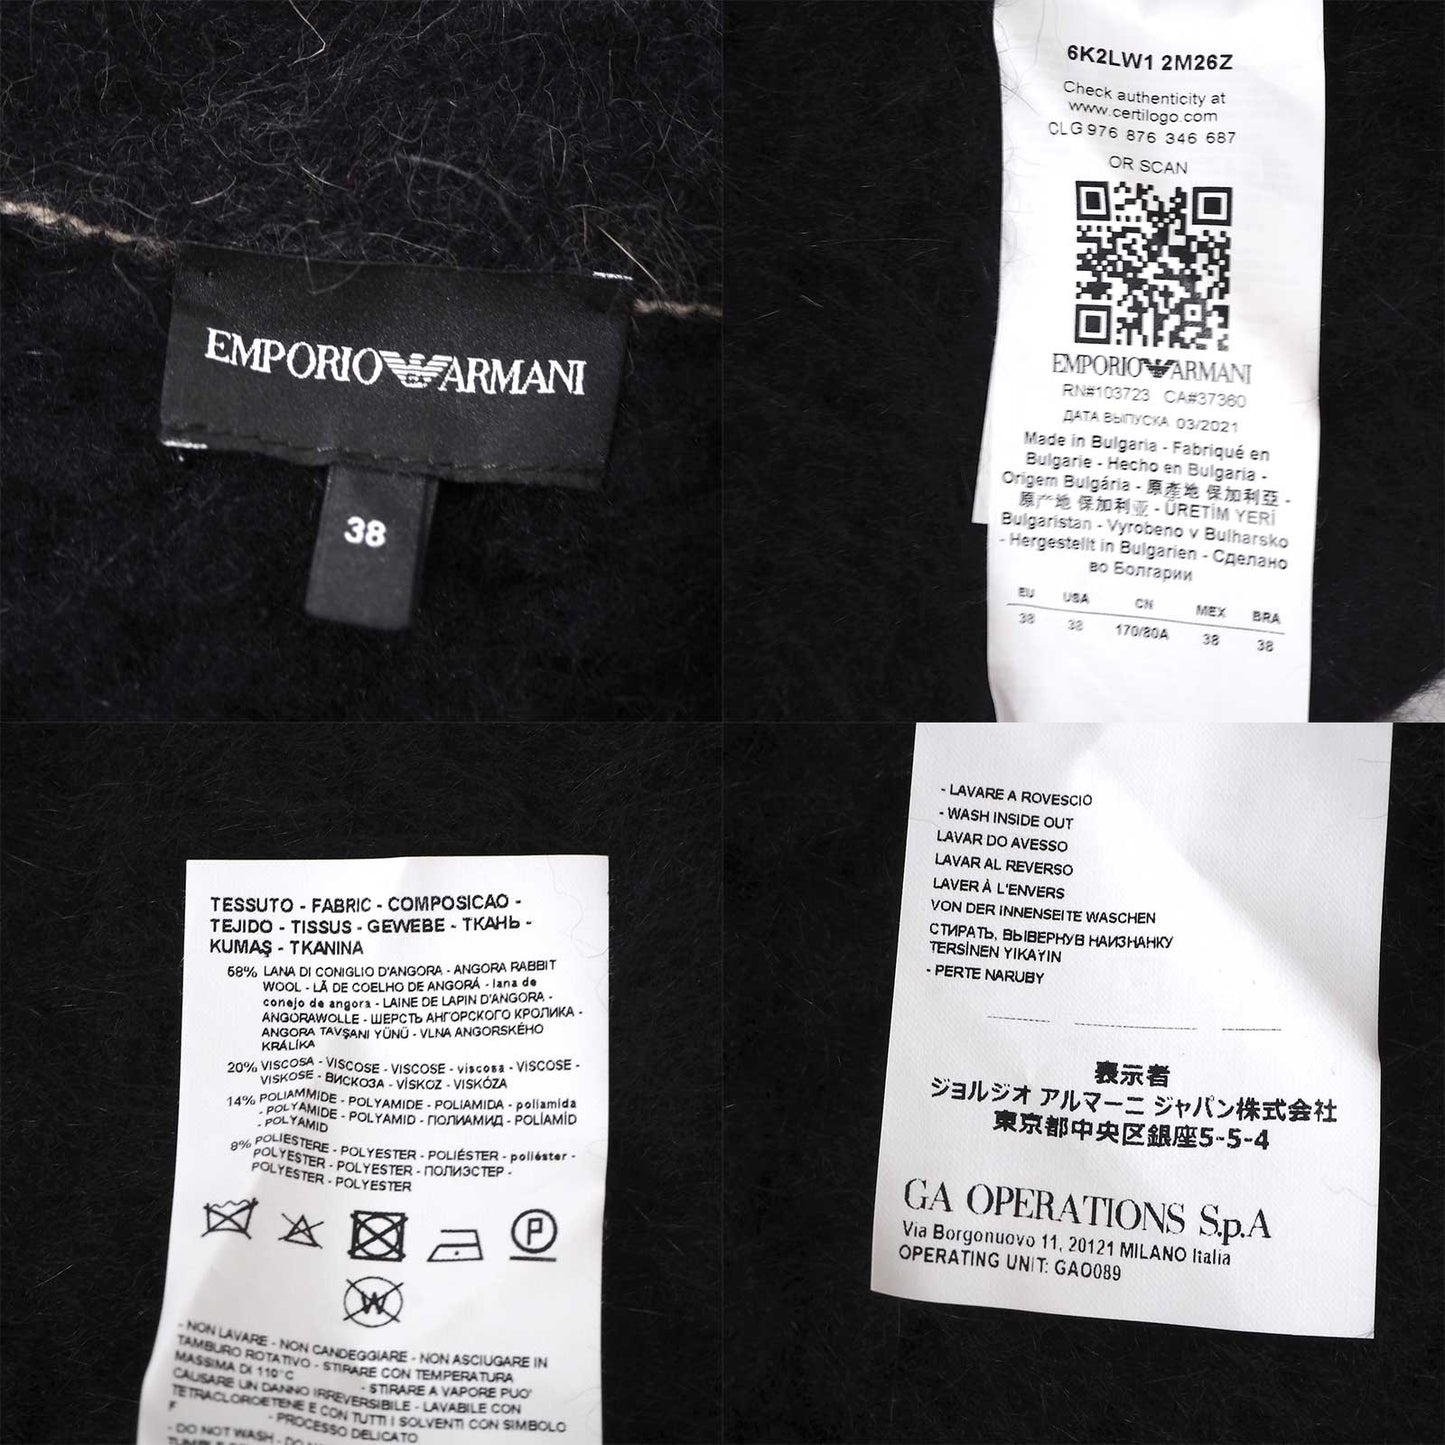 EMPORIO ARMANI
38
6K2LW1 2M26Z
Check authenticity at
www.certilogo.com
CLG 976 876 346 687
OR SCAN
EMPORIO ARMANI
RN#103723 CA#37360
ДАТА ВЫПУСКА 03/2021
Made in Bulgaria - Fabriqué en
Bulgarie - Hecho en Bulgaria -
Origem Bulgária - 原產地 保加利亞 -
原产地 保加利亚 - ÜRETİM YERİ
Bulgaristan - Vyrobeno v Bulharsko
- Hergestellt in Bulgarien - Сделано
во Болгарии
EU USA CN MEX BRA
38 38 170/80A 38 38
TESSUTO - FABRIC - COMPOSICAO -
TEJIDO - TISSUS - GEWEBE - ТКАНЬ -
KUMAŞ - TKANINA
58% LANA DI CONIGLIO D'ANGORA - ANGORA RABBIT
WOOL - LÃ DE COELHO DE ANGORÁ - lana de
conejo de angora - LAINE DE LAPIN D'ANGORA -
ANGORAWOLLE - ШЕРСТЬ АНГОРСКОГО КРОЛИКА -
ANGORA TAVŞANI YÜNÜ - VLNA ANGORSKÉHO
KRÁLÍKA
20% VISCOSA - VISCOSE - VISCOSE - viscosa - VISCOSE -
VISKOSE - ВИСКОЗА - VİSKOZ - VISKÓZA
14% POLIAMMIDE - POLYAMIDE - POLIAMIDA - poliamida
- POLYAMIDE - POLYAMID - ПОЛИАМИД - POLİAMİD
- POLYAMID
8% POLIESTERE - POLYESTER - POLIÉSTER - poliéster -
POLYESTER - POLYESTER - ПОЛИЭСТЕР -
POLYESTER - POLYESTER
P
W
- NON LAVARE - NON CANDEGGIARE - NON ASCIUGARE IN
TAMBURO ROTATIVO - STIRARE CON TEMPERATURA
MASSIMA DI 110°C - STIRARE A VAPORE PUO'
CAUSARE UN DANNO IRREVERSIBILE - LAVABILE CON
TETRACLOROETENE E CON TUTTI I SOLVENTI CON SIMBOLO
F - PROCESSO DELICATO
- DO NOT WASH - DO N
- LAVARE A ROVESCIO
- WASH INSIDE OUT
LAVAR DO AVESSO
LAVAR AL REVERSO
LAVER À L'ENVERS
VON DER INNENSEITE WASCHEN
СТИРАТЬ, ВЫВЕРНУВ НАИЗНАНКУ
TERSİNEN YIKAYIN
- PERTE NARUBY
表示者
ジョルジオ アルマーニ ジャパン株式会社
東京都中央区銀座5-5-4
GA OPERATIONS S.p.A
Via Borgonuovo 11, 20121 MILANO Italia
OPERATING UNIT: GAO089